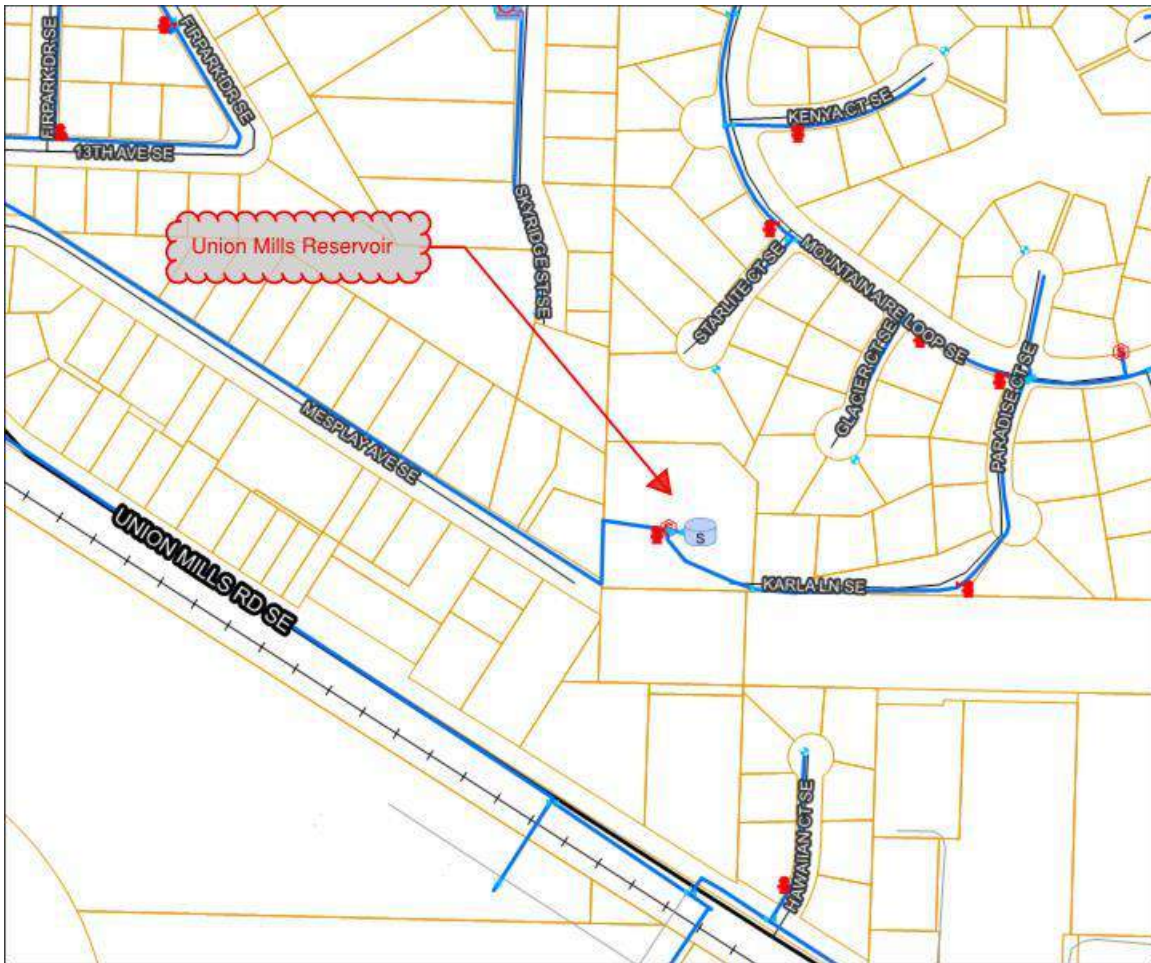 FIRPARK DR SE
FIRPARK DR SE
13TH AVE SE
KENYA CT SE
SKYRIDGE ST SE
Union Mills Reservoir
STARLITE CT SE
MOUNTAIN AIRE LOOP SE
GLACIER CT SE
PARADISE CT SE
MESPLAY AVE SE
UNION MILLS RD SE
S
KARLA LN SE
HAWAIIAN CT SE